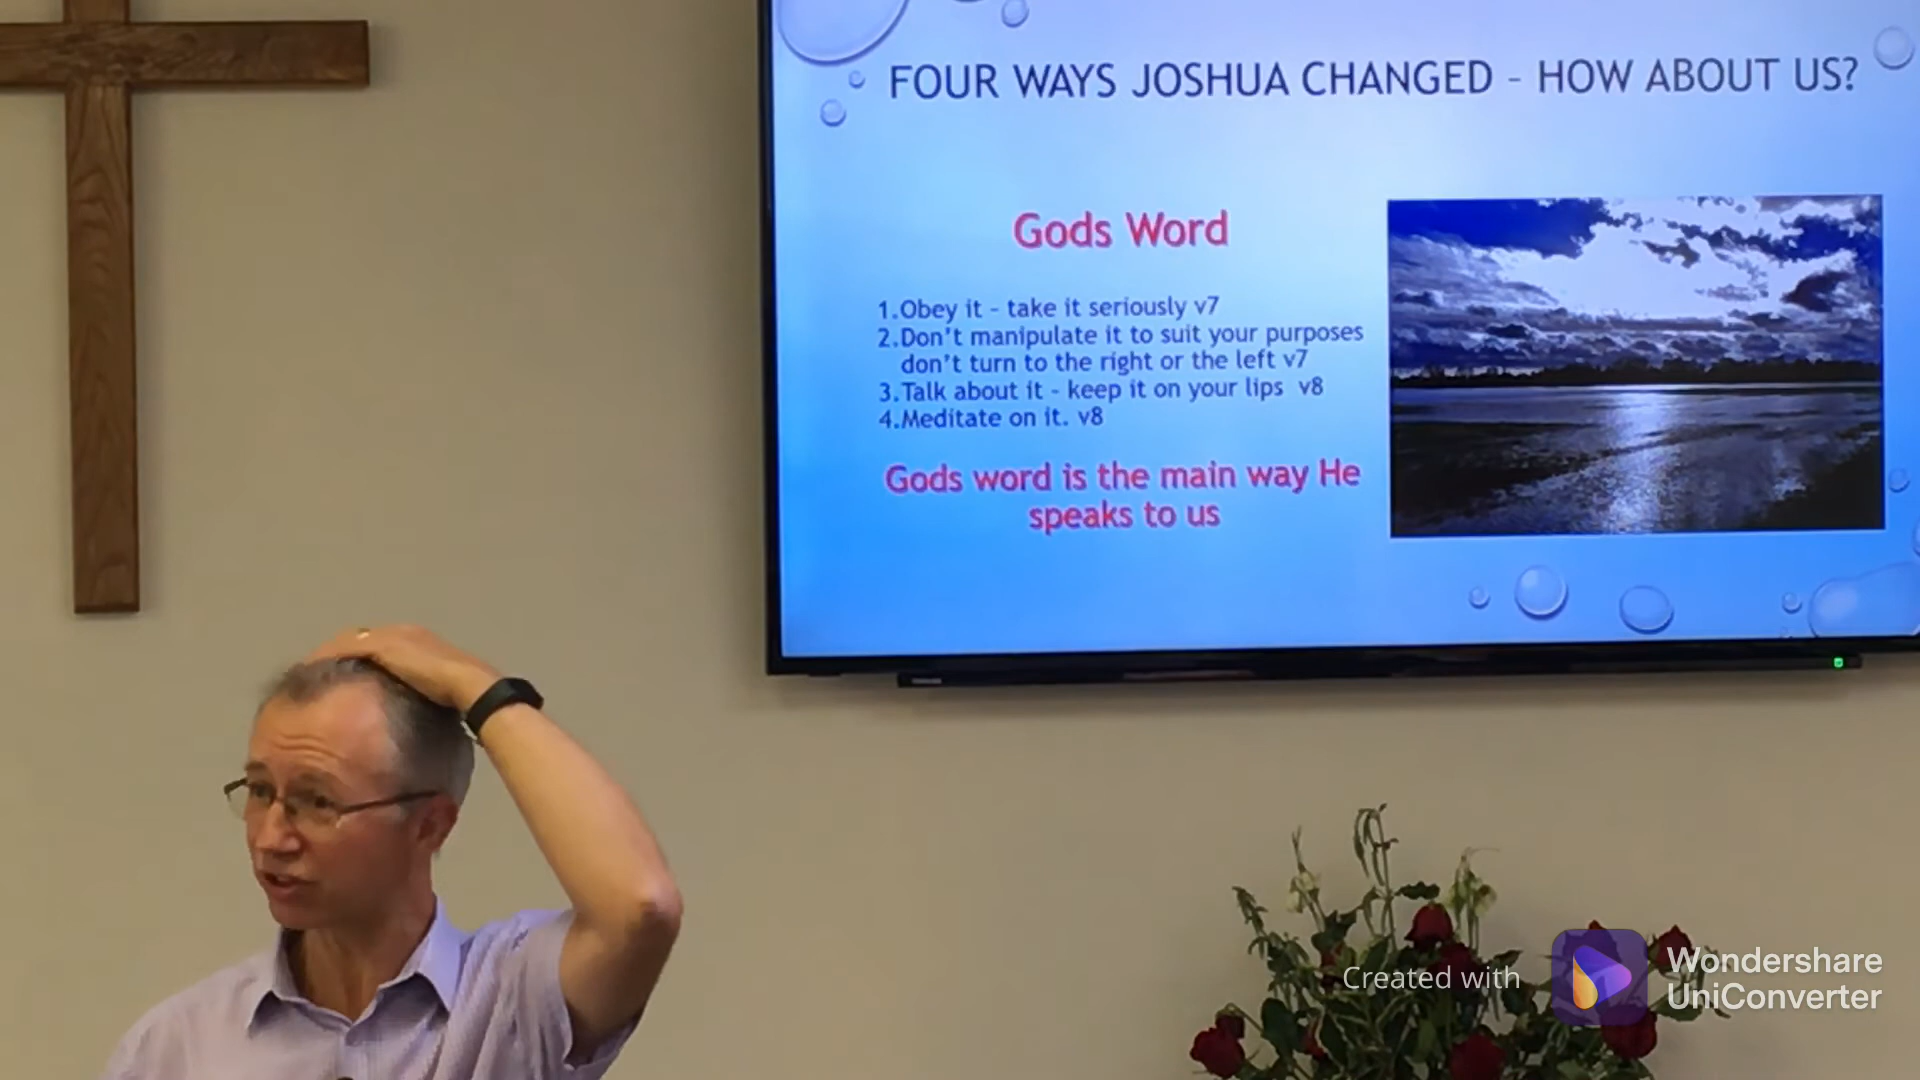 FOUR WAYS JOSHUA CHANGED - HOW ABOUT US?
Gods Word
1.Obey it - take it seriously v7
2.Don't manipulate it to suit your purposes
don't turn to the right or the left v7
3.Talk about it - keep it on your lips v8
4.Meditate on it. v8
Gods word is the main way He
speaks to us
Created with
Wondershare
UniConverter